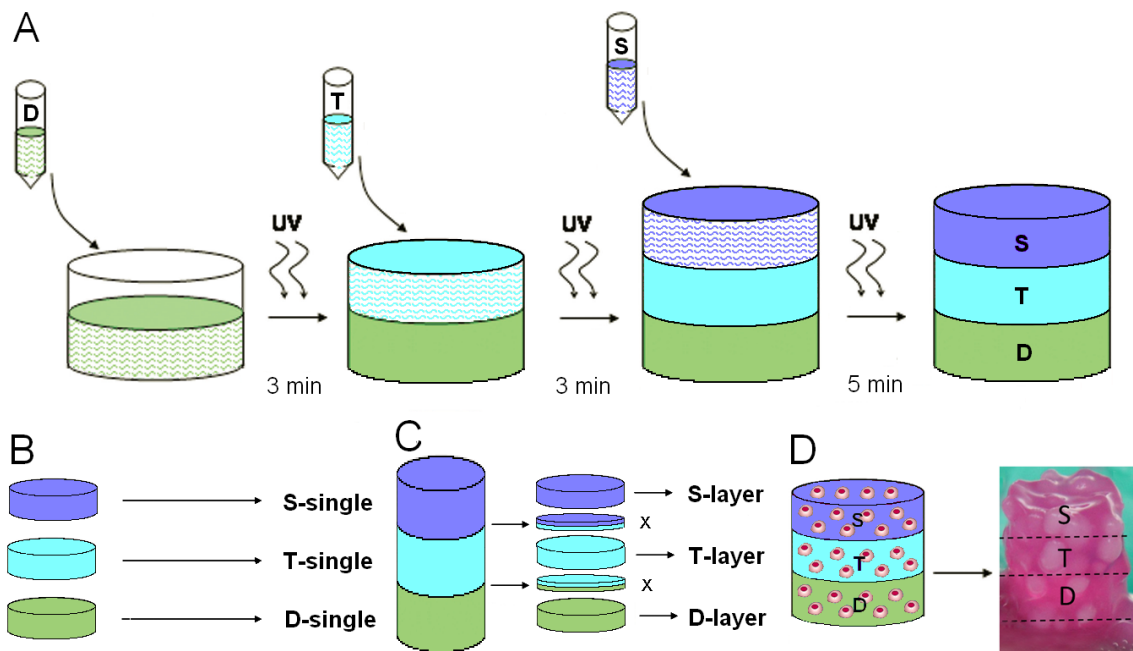 A
D
T
S
UV
UV
UV
S
T
D
3 min
3 min
5 min
B
S-single
T-single
D-single
C
S-layer
x
T-layer
x
D-layer
D
S
T
D
S
T
D